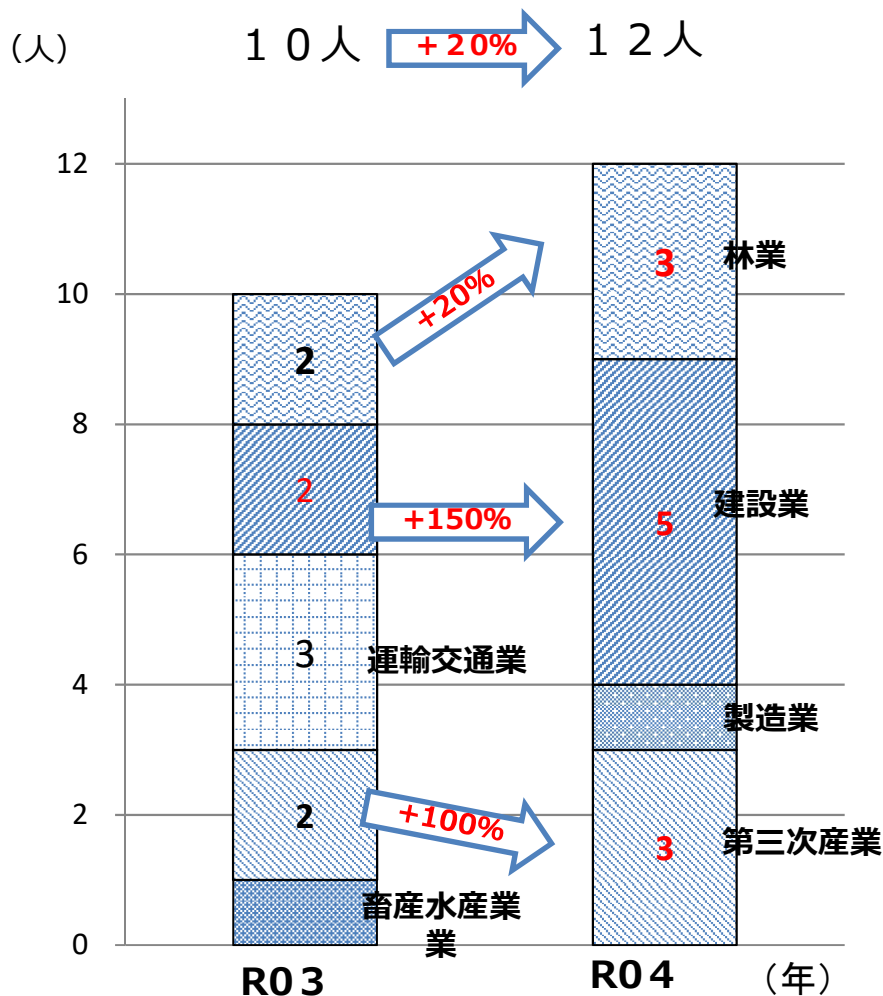 １０人 +２0% １２人
（人）
12
10
8
6
4
2
0
+20%
+150%
+100%
2
2
3
運輸交通業
2
畜産水産業
業
3 林業
5 建設業
製造業
3 第三次産業
R0３ R0４ （年）